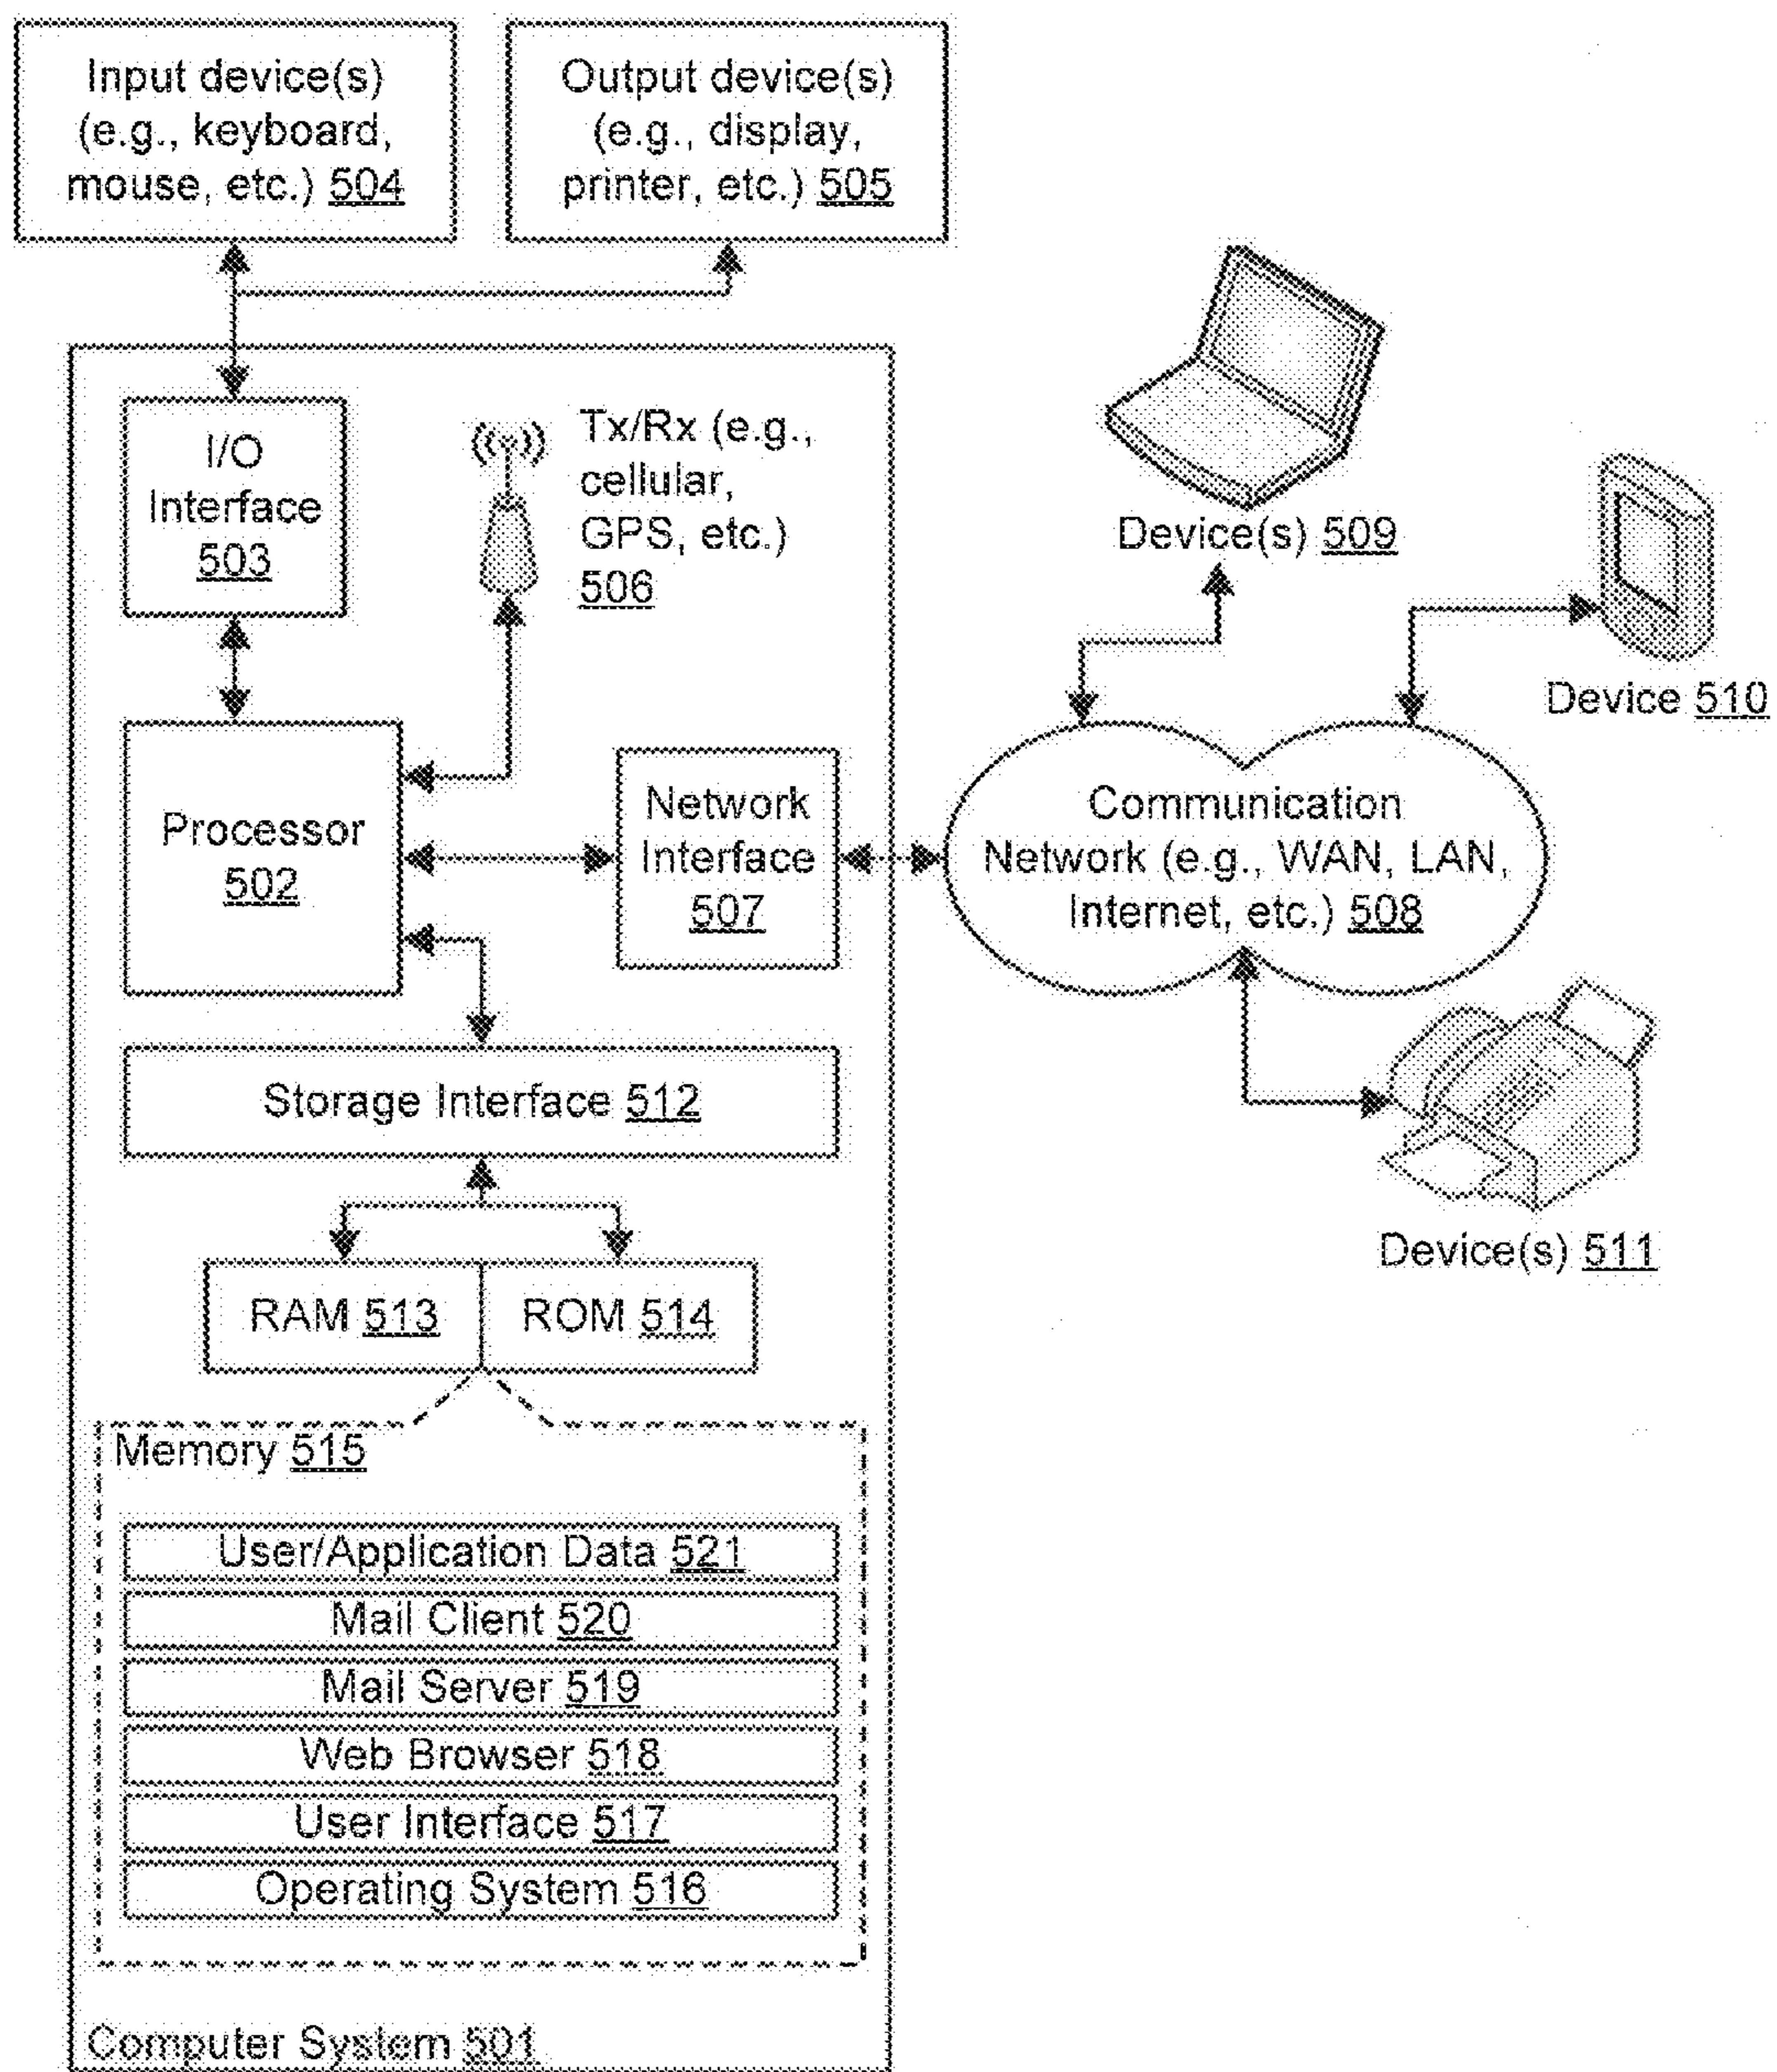 Input device(s)
(e.g., keyboard,
mouse, etc.) 504
Output device(s)
(e.g., display,
printer, etc.) 505
I/O
Interface
503
Tx/Rx (e.g.,
cellular,
GPS, etc.)
506
Device(s) 509
Device 510
Processor
502
Network
Interface
507
Communication
Network (e.g., WAN, LAN,
Internet, etc.) 508
Storage Interface 512
Device(s) 511
RAM 513
ROM 514
Memory 515
User/Application Data 521
Mail Client 520
Mail Server 519
Web Browser 518
User Interface 517
Operating System 516
Computer System 501